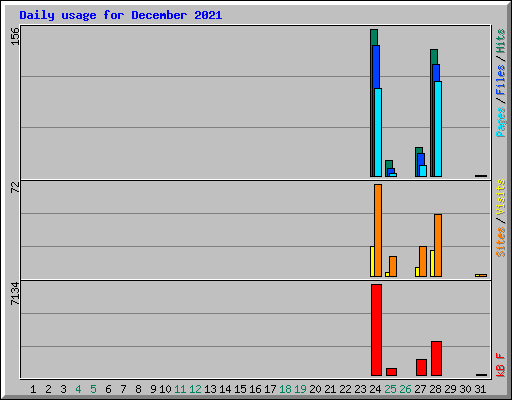 Daily usage for December 2021
156
72
7134
Pages/Files/Hits
Sites/Visits
kB F
1 2 3 4 5 6 7 8 9 10 11 12 13 14 15 16 17 18 19 20 21 22 23 24 25 26 27 28 29 30 31